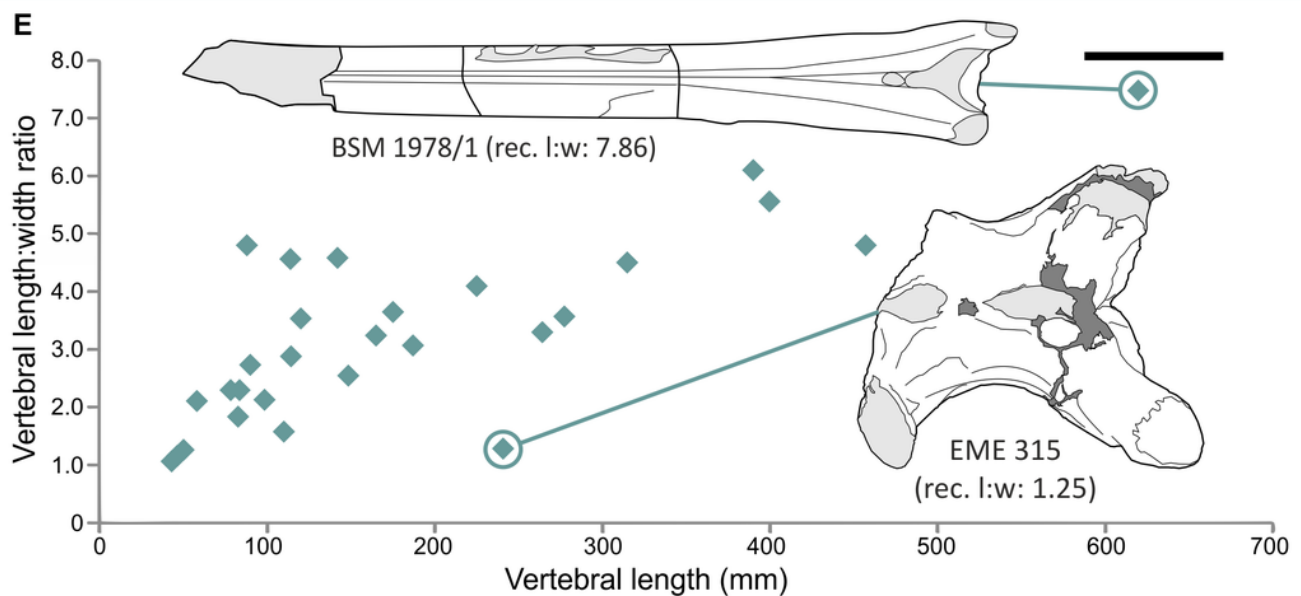 E
8.0
7.0
6.0
5.0
4.0
3.0
2.0
1.0
0
Vertebral length:width ratio
BSM 1978/1 (rec. l:w: 7.86)
EME 315
(rec. l:w: 1.25)
0 100 200 300 400 500 600 700
Vertebral length (mm)